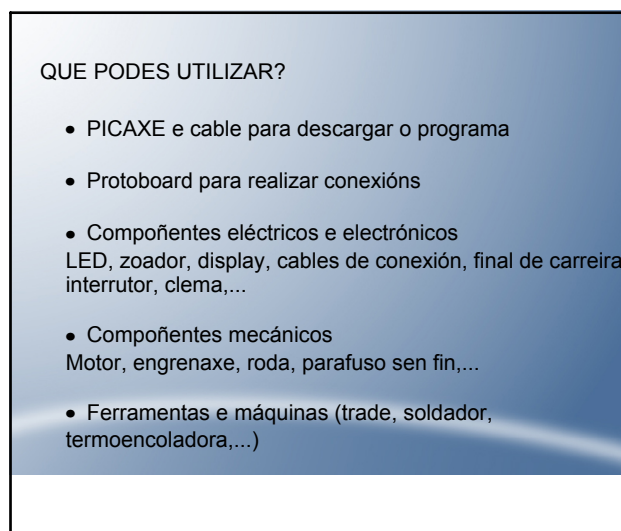 QUE PODES UTILIZAR?
• PICAXE e cable para descargar o programa
• Protoboard para realizar conexións
• Compoñentes eléctricos e electrónicos
LED, zoador, display, cables de conexión, final de carreira
interrutor, clema,...
• Compoñentes mecánicos
Motor, engrenaxe, roda, parafuso sen fin,...
• Ferramentas e máquinas (trade, soldador,
termoencoladora,...)